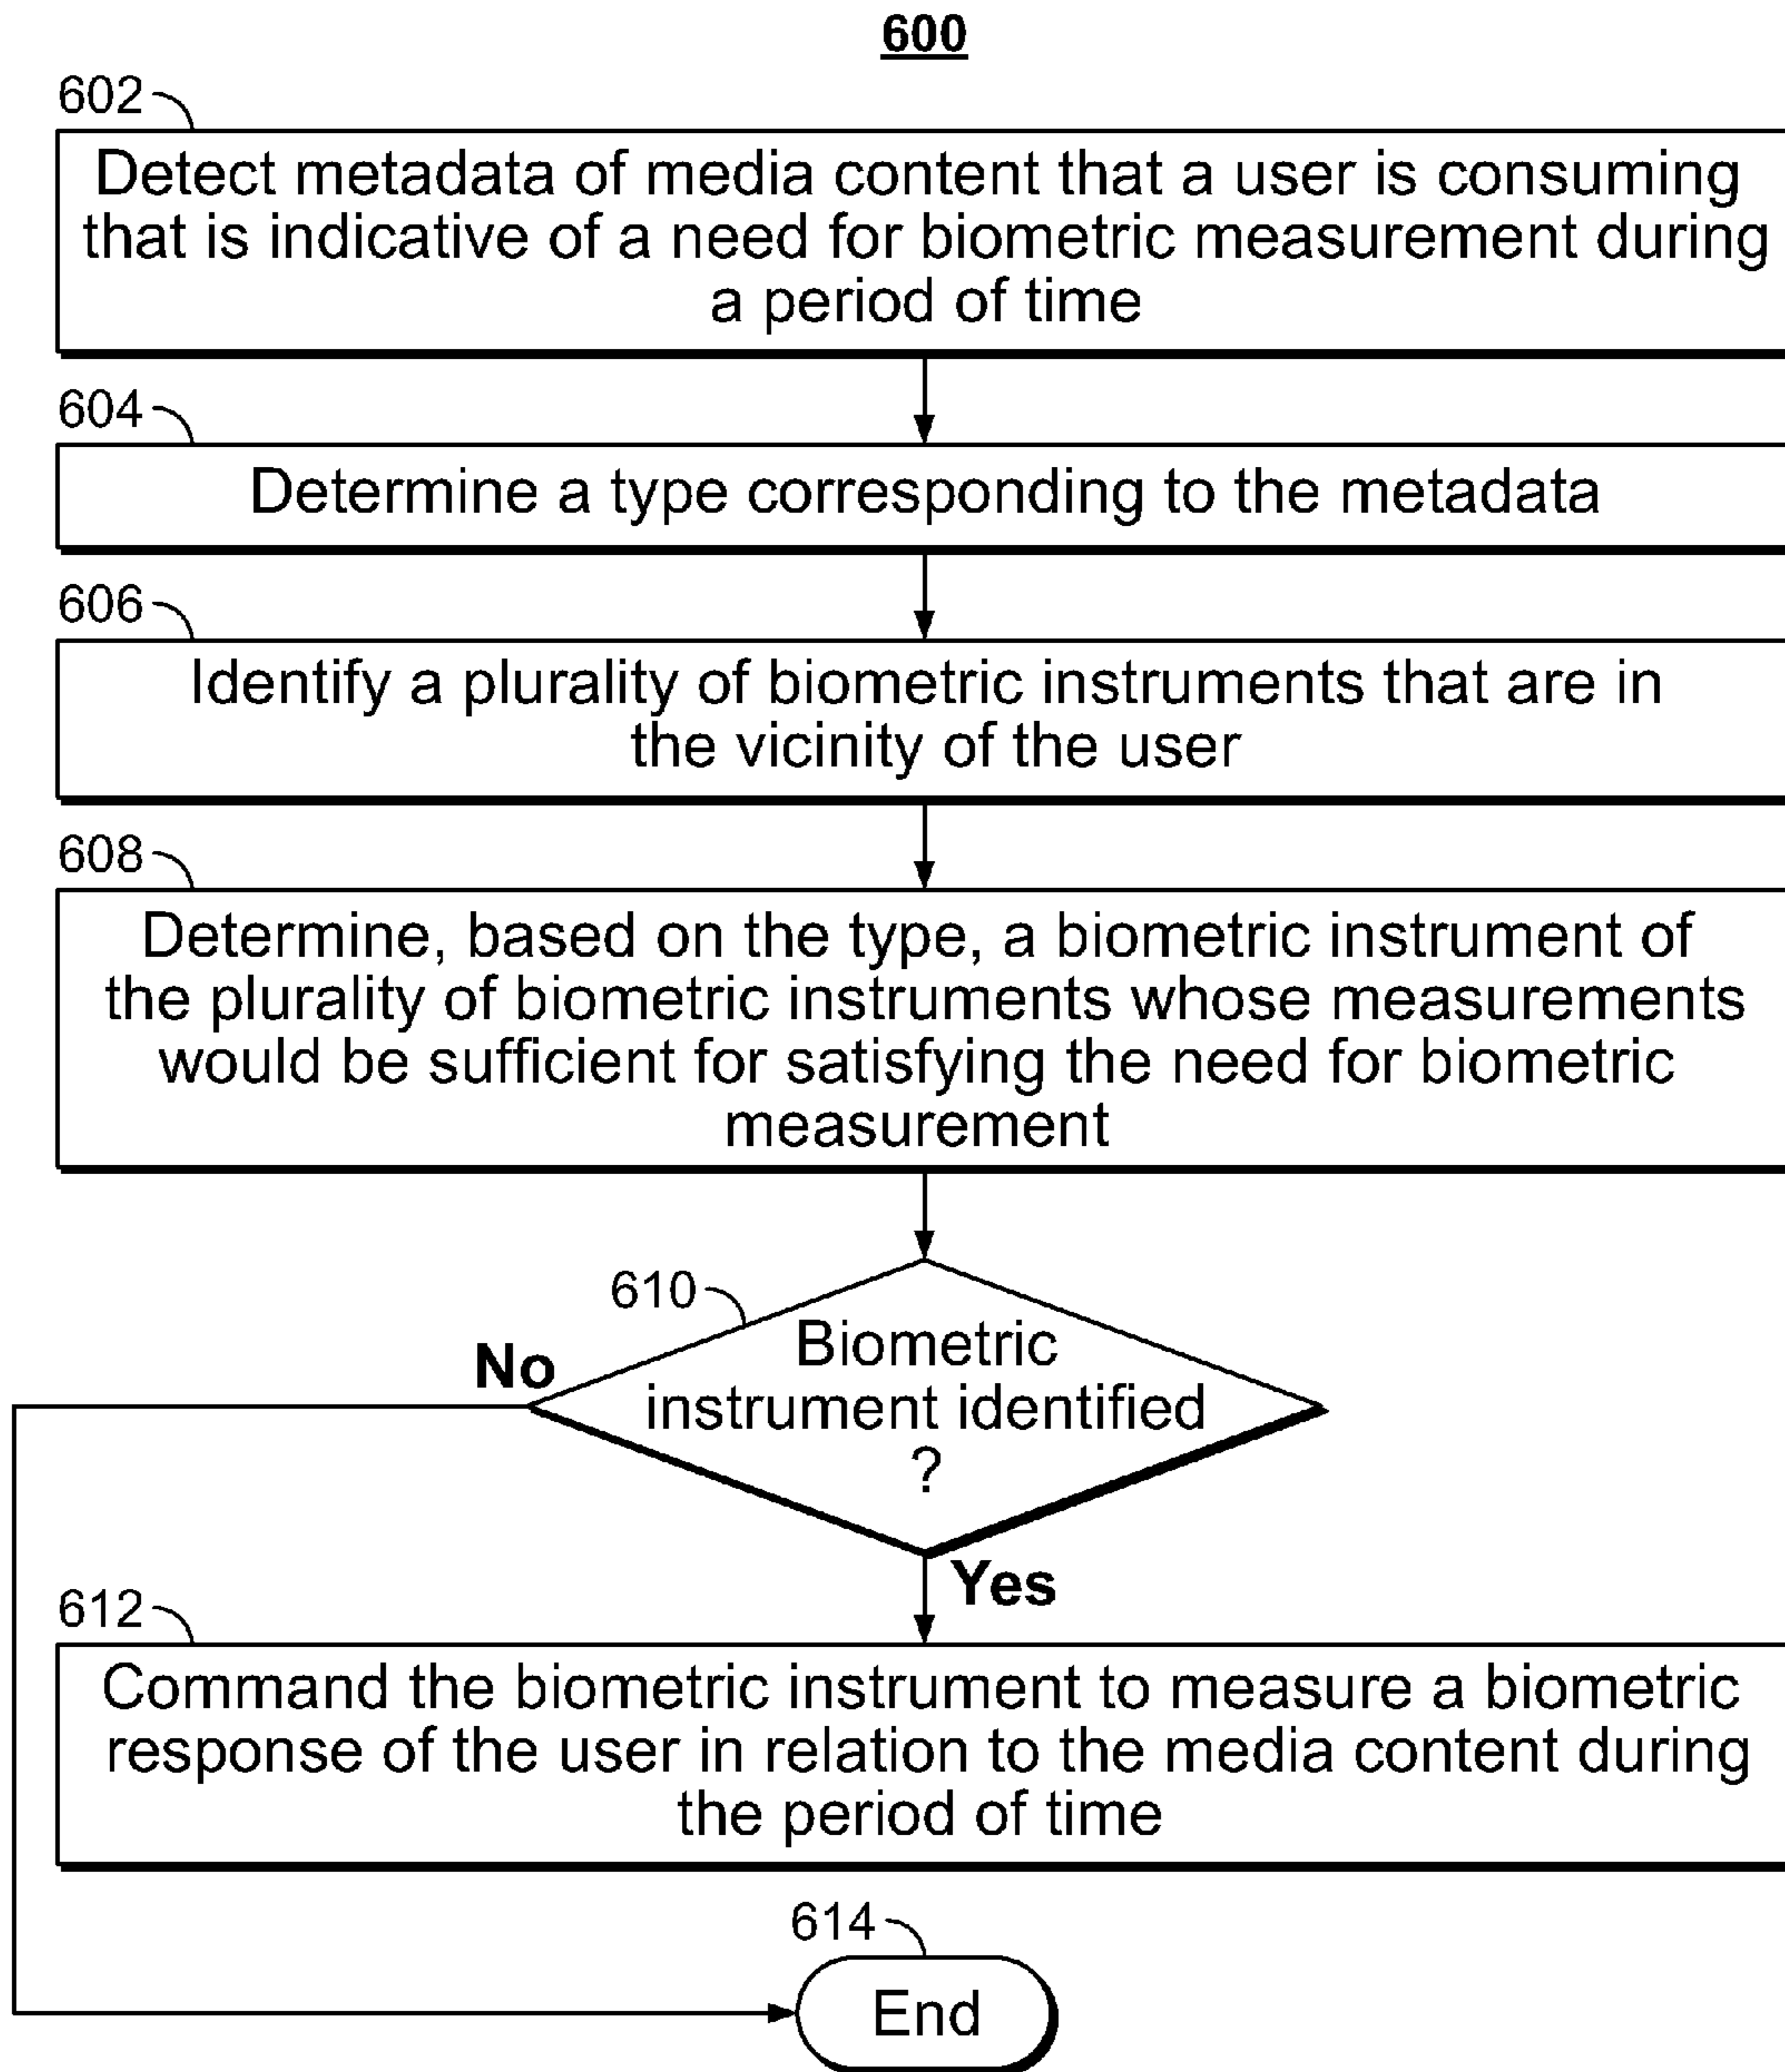 600
602
Detect metadata of media content that a user is consuming
that is indicative of a need for biometric measurement during
a period of time
604
Determine a type corresponding to the metadata
606
Identify a plurality of biometric instruments that are in
the vicinity of the user
608
Determine, based on the type, a biometric instrument of
the plurality of biometric instruments whose measurements
would be sufficient for satisfying the need for biometric
measurement
610
Biometric
instrument identified
?
No
Yes
612
Command the biometric instrument to measure a biometric
response of the user in relation to the media content during
the period of time
614
End